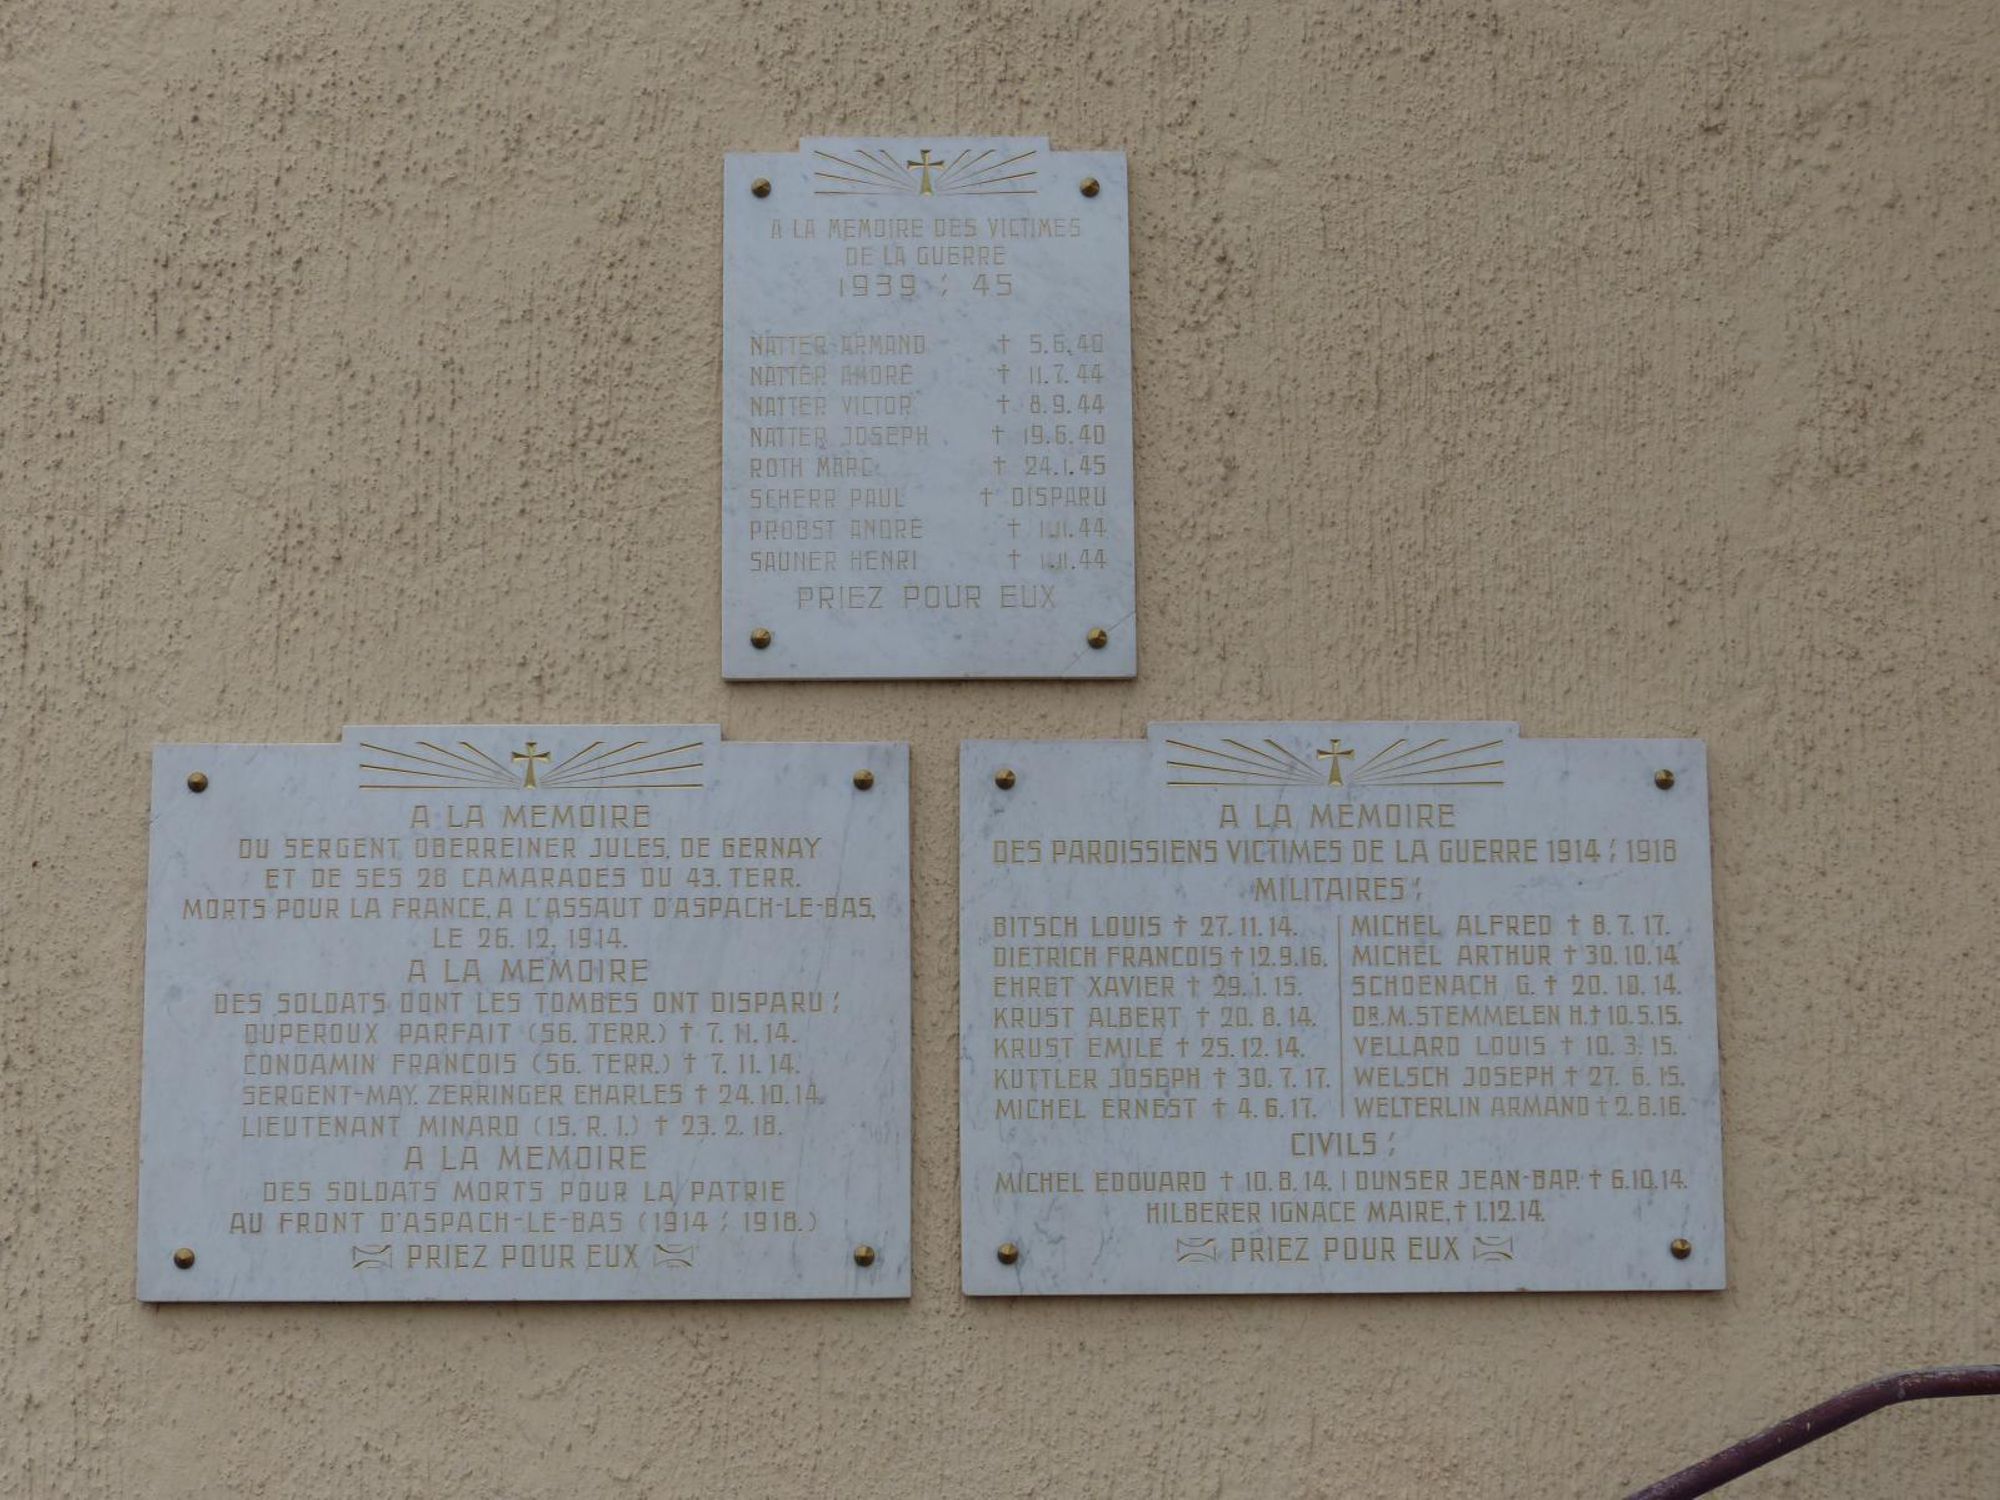 A LA MEMOIRE DES VICTIMES
DE LA GUERRE
1939 : 45
NATTER ARMAND † 5.6.40
NATTER ANDRE † 11.7.44
NATTER VICTOR † 8.9.44
NATTER JOSEPH † 19.6.40
ROTH MARC † 24.1.45
SCHERR PAUL † DISPARU
PROBST ANDRE † 1.11.44
SAUNER HENRI † 1.11.44
PRIEZ POUR EUX
A LA MEMOIRE
DU SERGENT OBERREINER JULES, DE CERNAY
ET DE SES 28 CAMARADES DU 43. TERR.
MORTS POUR LA FRANCE, A L'ASSAUT D'ASPACH-LE-BAS,
LE 26. 12. 1914.
A LA MEMOIRE
DES SOLDATS DONT LES TOMBES ONT DISPARU :
DUPEROUX PARFAIT (56. TERR.) † 7. 11. 14.
CONDAMIN FRANCOIS (56. TERR.) † 7. 11. 14.
SERGENT-MAY. ZERRINGER CHARLES † 24.10.14.
LIEUTENANT MINARD (15. R. I.) † 23. 2. 18.
A LA MEMOIRE
DES SOLDATS MORTS POUR LA PATRIE
AU FRONT D'ASPACH-LE-BAS (1914 : 1918.)
PRIEZ POUR EUX
A LA MEMOIRE
DES PAROISSIENS VICTIMES DE LA GUERRE 1914 : 1918
MILITAIRES :
BITSCH LOUIS † 27. 11. 14.
DIETRICH FRANCOIS † 12.9.16.
EHRET XAVIER † 29. 1. 15.
KRUST ALBERT † 20. 8. 14.
KRUST EMILE † 25. 12. 14.
KUTTLER JOSEPH † 30. 7. 17.
MICHEL ERNEST † 4. 6. 17.
MICHEL ALFRED † 8. 7. 17.
MICHEL ARTHUR † 30. 10. 14
SCHOENACH G. † 20. 10. 14.
DR. M. STEMMELEN H. † 10. 5. 15.
VELLARD LOUIS † 10. 3. 15.
WELSCH JOSEPH † 27. 6. 15.
WELTERLIN ARMAND † 2. 8. 16.
CIVILS :
MICHEL EDOUARD † 10. 8. 14. | DUNSER JEAN-BAP. † 6.10.14.
HILBERER IGNACE MAIRE, † 1.12.14.
PRIEZ POUR EUX